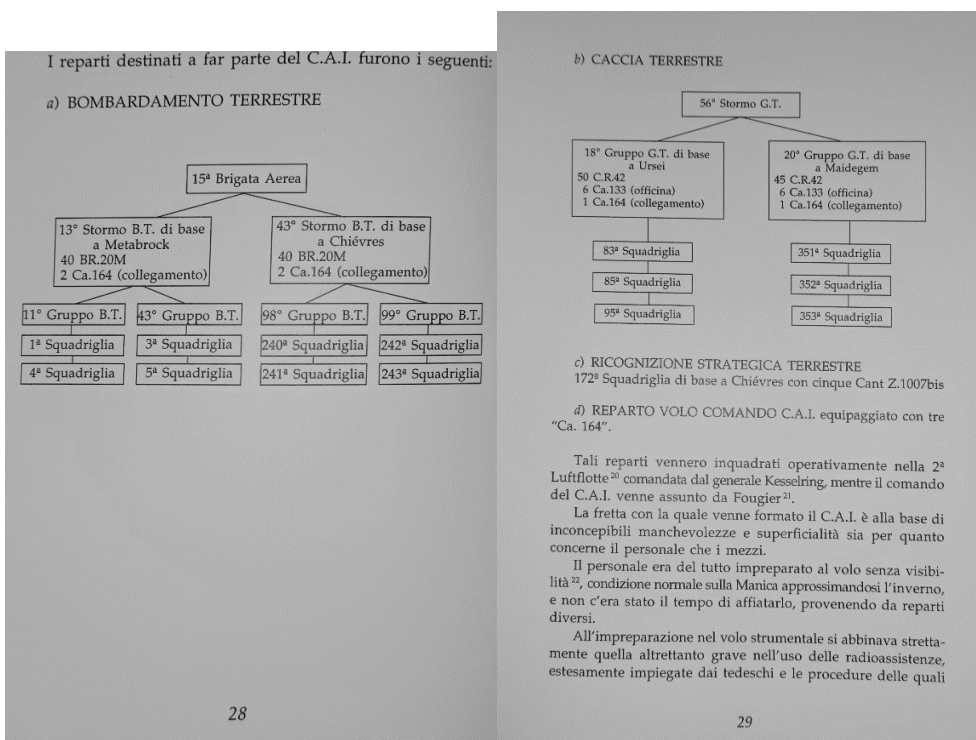 I reparti destinati a far parte del C.A.I. furono i seguenti:
a) BOMBARDAMENTO TERRESTRE
15ª Brigata Aerea
13° Stormo B.T. di base
a Metabrock
40 BR.20M
2 Ca.164 (collegamento)
43° Stormo B.T. di base
a Chiévres
40 BR.20M
2 Ca.164 (collegamento)
11° Gruppo B.T.
43° Gruppo B.T.
98° Gruppo B.T.
99° Gruppo B.T.
1ª Squadriglia
3ª Squadriglia
240ª Squadriglia
242ª Squadriglia
4ª Squadriglia
5ª Squadriglia
241ª Squadriglia
243ª Squadriglia
28
b) CACCIA TERRESTRE
56° Stormo G.T.
18° Gruppo G.T. di base
a Ursei
50 C.R.42
6 Ca.133 (officina)
1 Ca.164 (collegamento)
20° Gruppo G.T. di base
a Maidegem
45 C.R.42
6 Ca.133 (officina)
1 Ca.164 (collegamento)
83ª Squadriglia
85ª Squadriglia
95ª Squadriglia
351ª Squadriglia
352ª Squadriglia
353ª Squadriglia
c) RICOGNIZIONE STRATEGICA TERRESTRE
172ª Squadriglia di base a Chiévres con cinque Cant Z.1007bis
d) REPARTO VOLO COMANDO C.A.I. equipaggiato con tre
“Ca. 164”.
Tali reparti vennero inquadrati operativamente nella 2ª
Luftflotte²⁰ comandata dal generale Kesselring, mentre il comando
del C.A.I. venne assunto da Fougier²¹.
La fretta con la quale venne formato il C.A.I. è alla base di
inconcepibili manchevolezze e superficialità sia per quanto
concerne il personale che i mezzi.
Il personale era del tutto impreparato al volo senza visibi-
lità²², condizione normale sulla Manica approssimandosi l'inverno,
e non c'era stato il tempo di affiatarlo, provenendo da reparti
diversi.
All'impreparazione nel volo strumentale si abbinava stretta-
mente quella altrettanto grave nell'uso delle radioassistenze,
estesamente impiegate dai tedeschi e le procedure delle quali
29